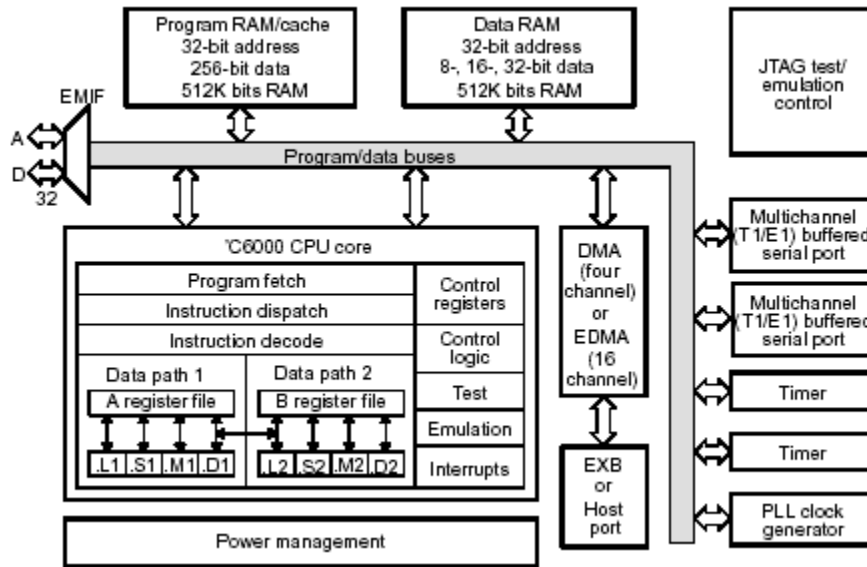 Program RAM/cache
32-bit address
256-bit data
512K bits RAM
Data RAM
32-bit address
8-, 16-, 32-bit data
512K bits RAM
JTAG test/
emulation
control
EMIF
A
D
32
Program/data buses
'C6000 CPU core
Program fetch
Instruction dispatch
Instruction decode
Data path 1
A register file
.L1 .S1 .M1 .D1
Data path 2
B register file
.L2 .S2 .M2 .D2
Control
registers
Control
logic
Test
Emulation
Interrupts
DMA
(four
channel)
or
EDMA
(16
channel)
EXB
or
Host
port
Multichannel
(T1/E1) buffered
serial port
Multichannel
(T1/E1) buffered
serial port
Timer
Timer
PLL clock
generator
Power management